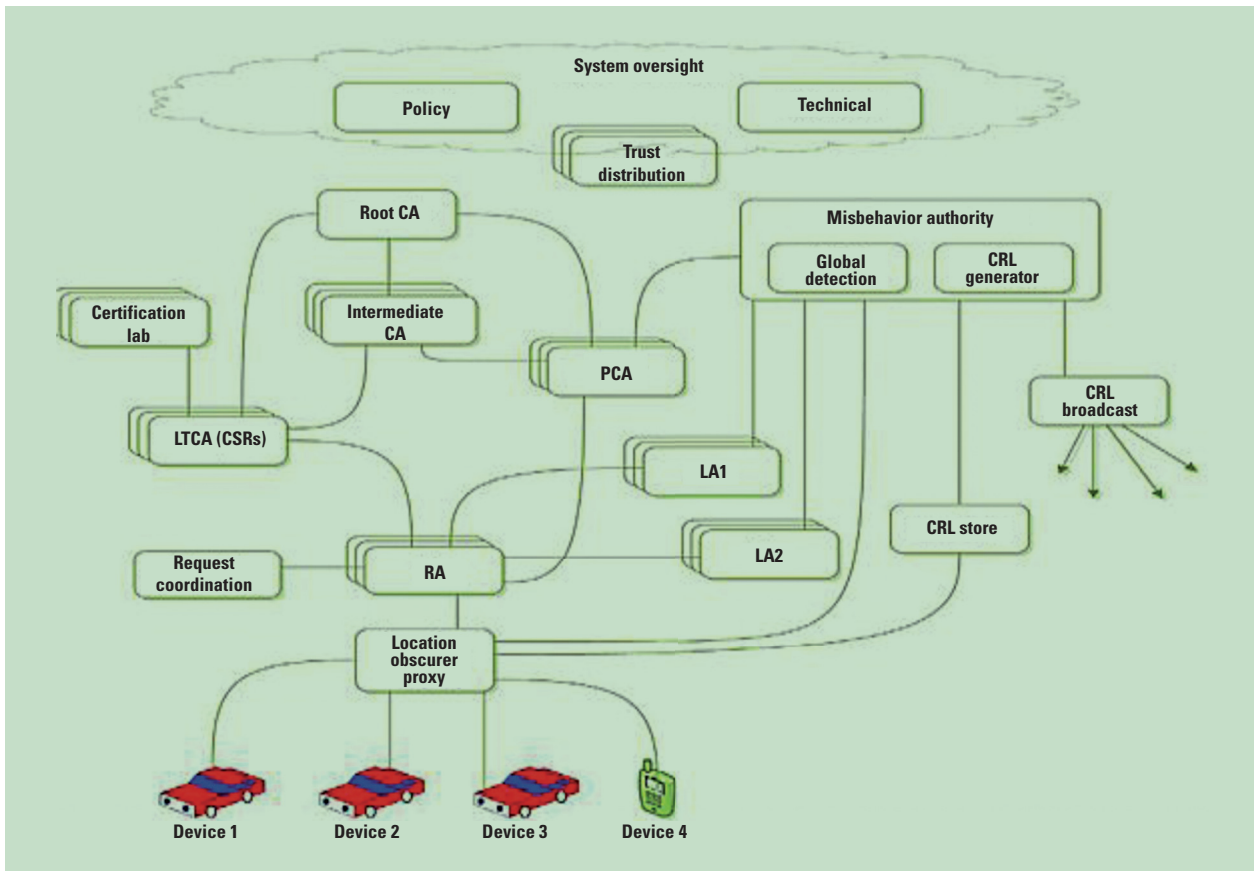 System oversight
Policy
Technical
Trust
distribution
Root CA
Misbehavior authority
Global
detection
CRL
generator
Certification
lab
Intermediate
CA
PCA
CRL
broadcast
LTCA (CSRs)
LA1
CRL store
LA2
Request
coordination
RA
Location
obscurer
proxy
Device 1
Device 2
Device 3
Device 4